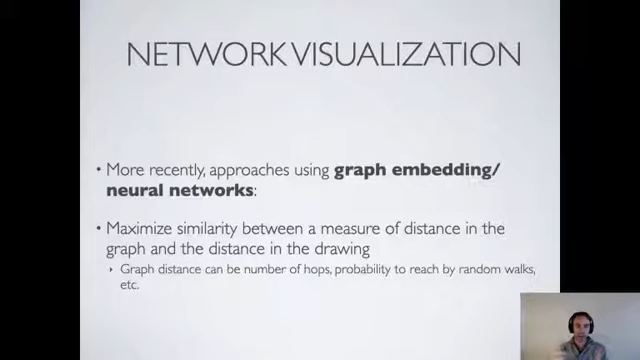 NETWORK VISUALIZATION
• More recently, approaches using graph embedding/
neural networks:
• Maximize similarity between a measure of distance in the
graph and the distance in the drawing
‣ Graph distance can be number of hops, probability to reach by random walks,
etc.